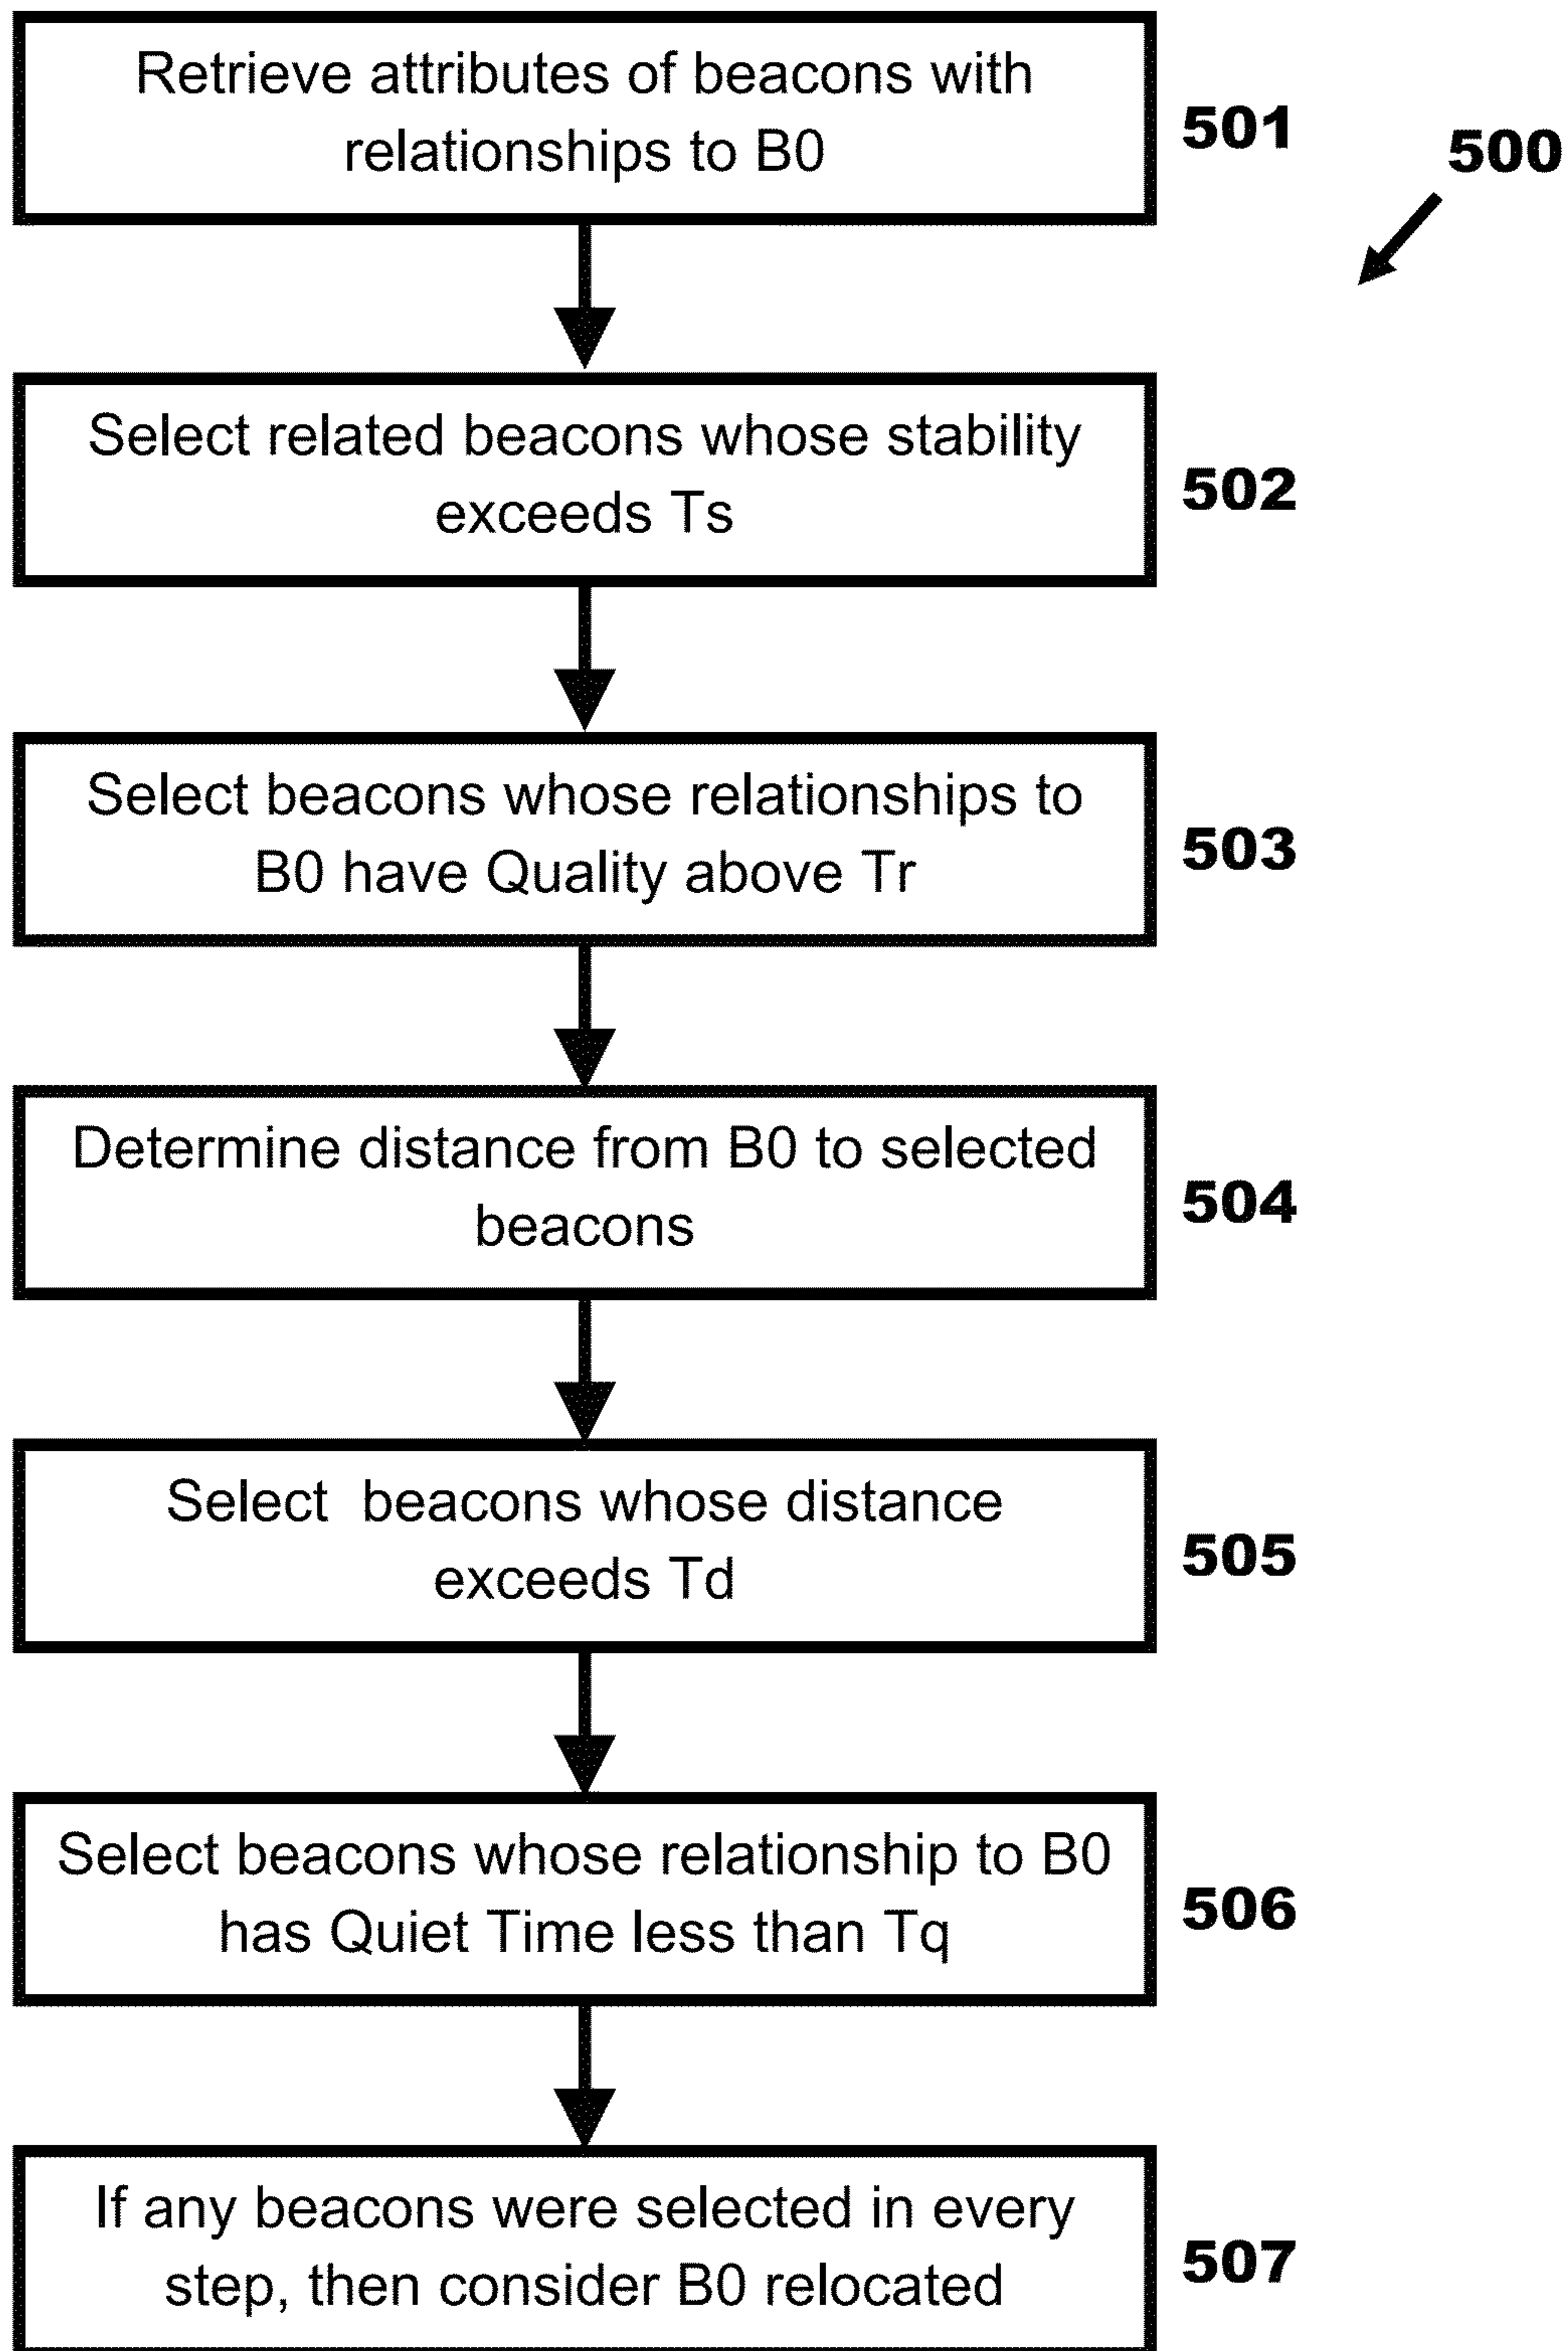 Retrieve attributes of beacons with
relationships to B0
501
500
Select related beacons whose stability
exceeds Ts
502
Select beacons whose relationships to
B0 have Quality above Tr
503
Determine distance from B0 to selected
beacons
504
Select  beacons whose distance
exceeds Td
505
Select beacons whose relationship to B0
has Quiet Time less than Tq
506
If any beacons were selected in every
step, then consider B0 relocated
507